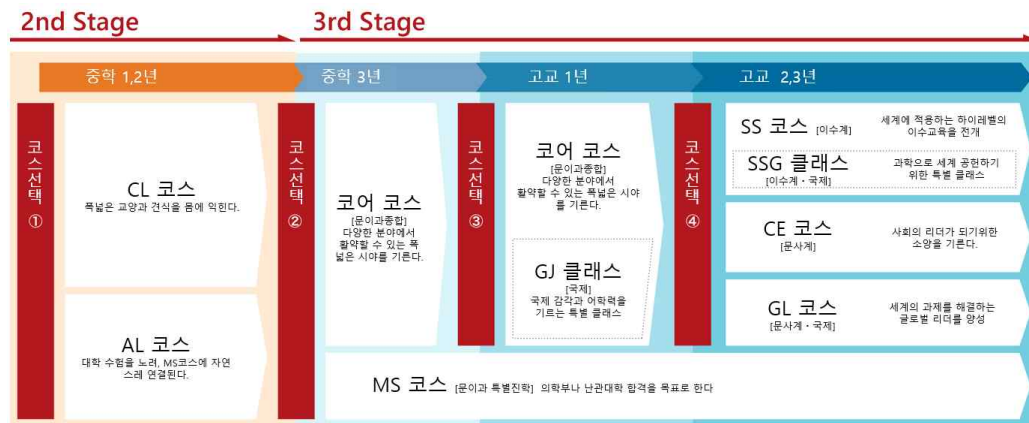 2nd Stage
3rd Stage
중학 1,2년
중학 3년
고교 1년
고교 2,3년
코스선택 ①
CL 코스
폭넓은 교양과 견식을 몸에 익힌다.
AL 코스
대학 수험을 노려, MS코스에 자연
스레 연결된다.
코스선택 ②
코어 코스
[문이과종합]
다양한 분야에서
활약할 수 있는 폭
넓은 시야를 기른다.
코스선택 ③
코어 코스
[문이과종합]
다양한 분야에서
활약할 수 있는 폭넓은 시야
를 기른다.
GJ 클래스
[국제]
국제 감각과 어학력을
기르는 특별 클래스
코스선택 ④
SS 코스 [이수계]
세계에 적용하는 하이레벨의
이수교육을 전개
SSG 클래스
[이수계・국제]
과학으로 세계 공헌하기
위한 특별 클래스
CE 코스
[문사계]
사회의 리더가 되기위한
소양을 기른다.
GL 코스
[문사계・국제]
세계의 과제를 해결하는
글로벌 리더를 양성
MS 코스 [문이과 특별진학] 의학부나 난관대학 합격을 목표로 한다